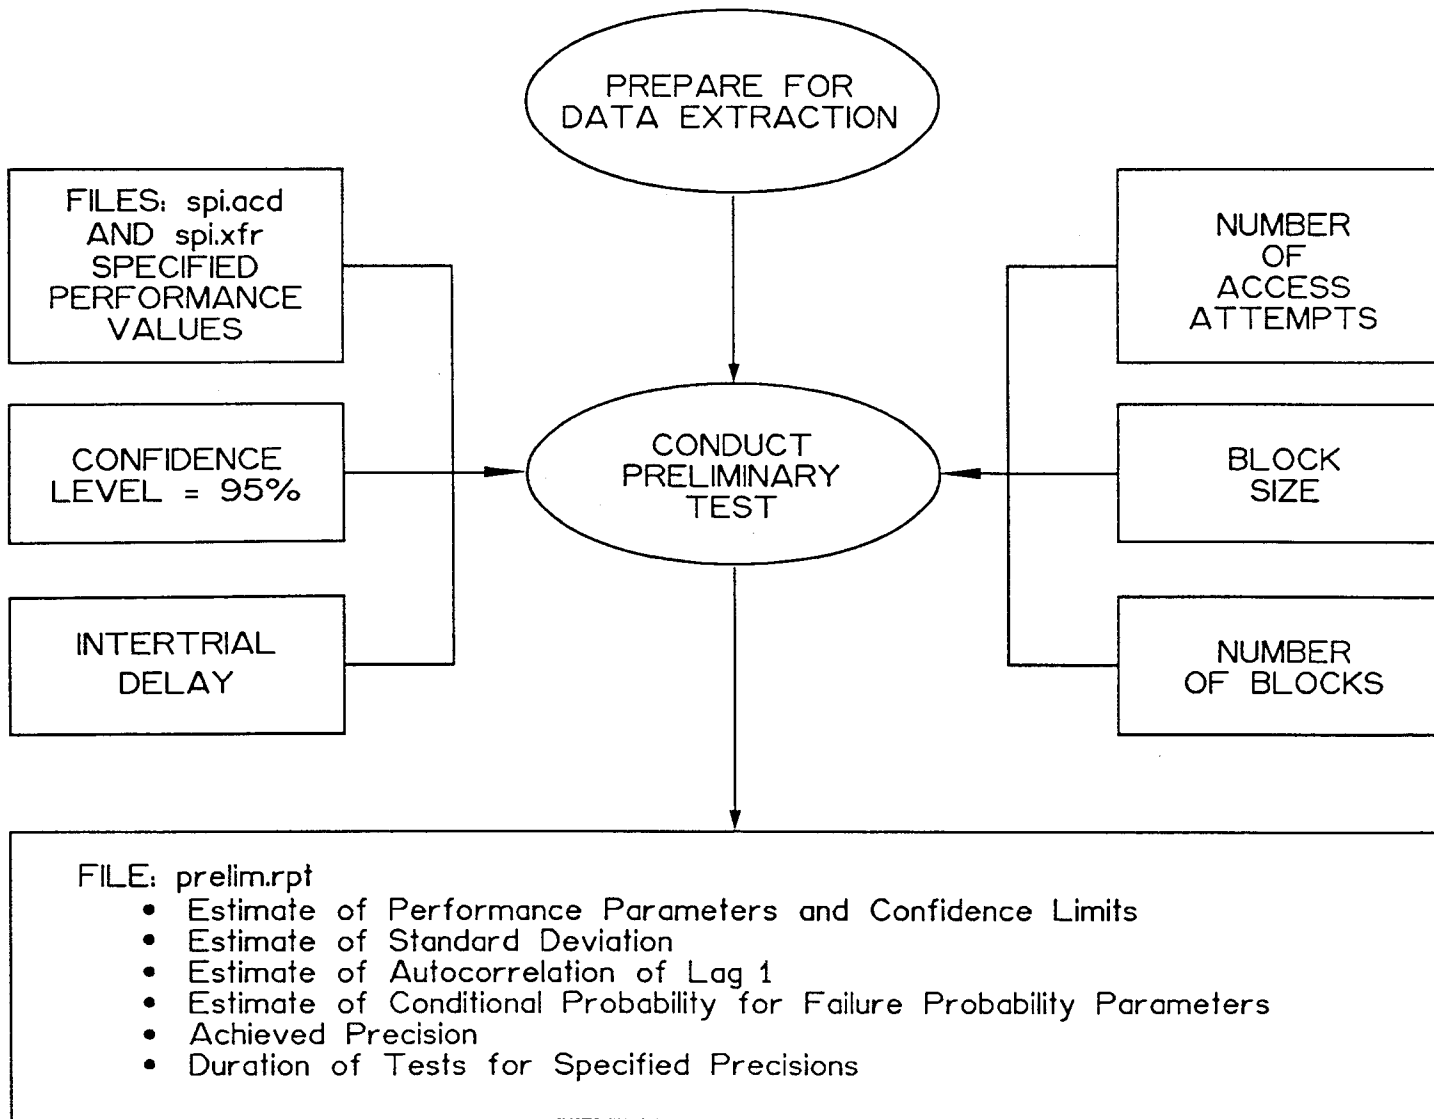 PREPARE FOR
DATA EXTRACTION
FILES: spi.acd
AND spi.xfr
SPECIFIED
PERFORMANCE
VALUES
NUMBER
OF
ACCESS
ATTEMPTS
CONFIDENCE
LEVEL = 95%
CONDUCT
PRELIMINARY
TEST
BLOCK
SIZE
INTERTRIAL
DELAY
NUMBER
OF BLOCKS
FILE: prelim.rpt
• Estimate of Performance Parameters and Confidence Limits
• Estimate of Standard Deviation
• Estimate of Autocorrelation of Lag 1
• Estimate of Conditional Probability for Failure Probability Parameters
• Achieved Precision
• Duration of Tests for Specified Precisions